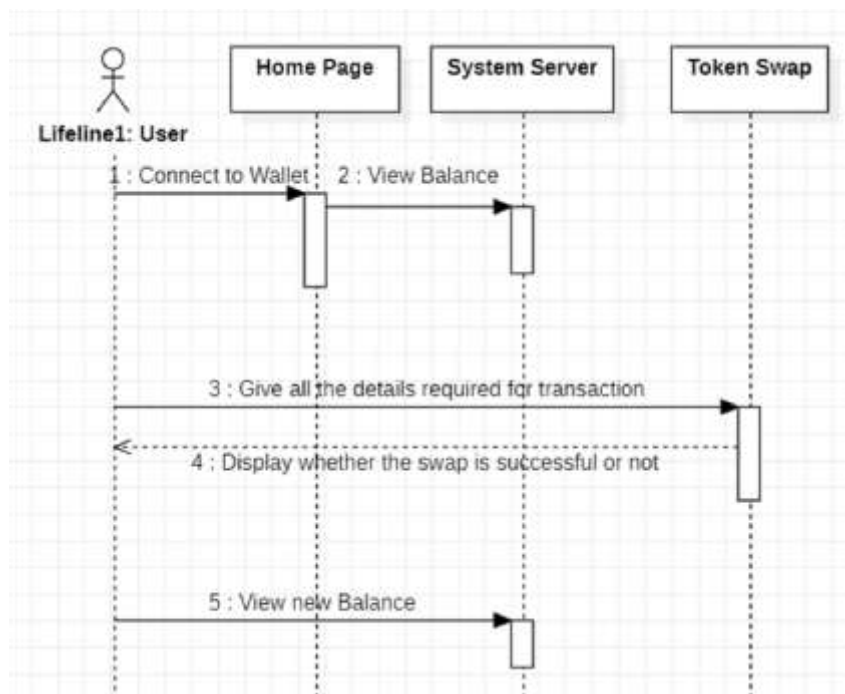 Home Page
System Server
Token Swap
Lifeline1: User
1 : Connect to Wallet
2 : View Balance
3 : Give all the details required for transaction
4 : Display whether the swap is successful or not
5 : View new Balance